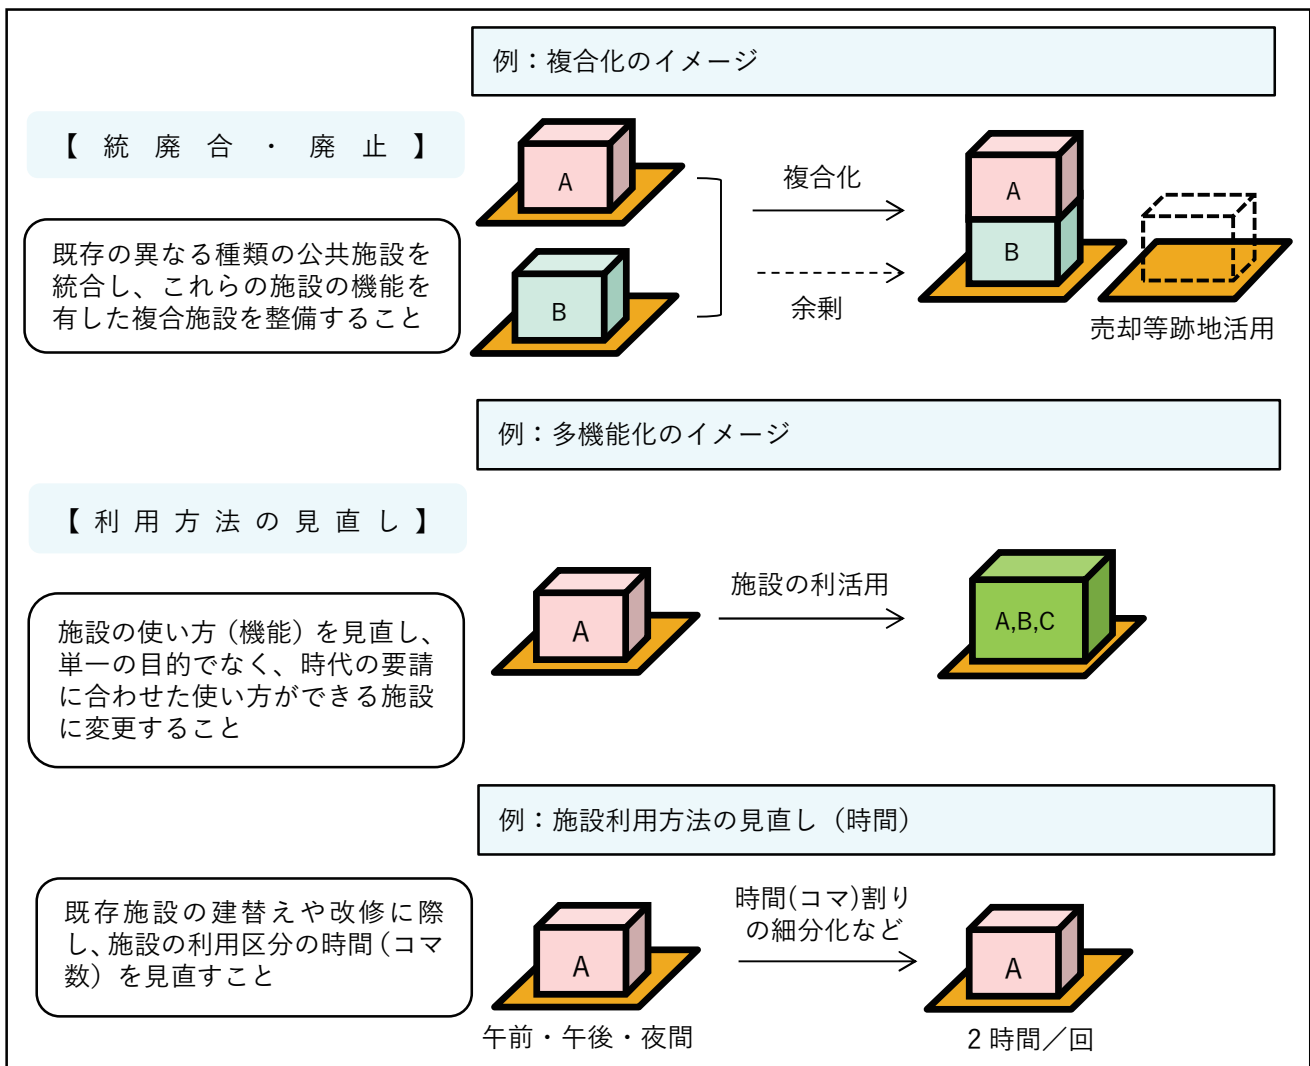 例：複合化のイメージ
【統廃合・廃止】
既存の異なる種類の公共施設を
統合し、これらの施設の機能を
有した複合施設を整備すること
A
B
複合化
余剰
A
B
売却等跡地活用
例：多機能化のイメージ
【利用方法の見直し】
施設の使い方（機能）を見直し、
単一の目的でなく、時代の要請
に合わせた使い方ができる施設
に変更すること
A
施設の利活用
A,B,C
例：施設利用方法の見直し（時間）
既存施設の建替えや改修に際
し、施設の利用区分の時間（コマ
数）を見直すこと
A
午前・午後・夜間
時間(コマ)割り
の細分化など
A
2 時間／回